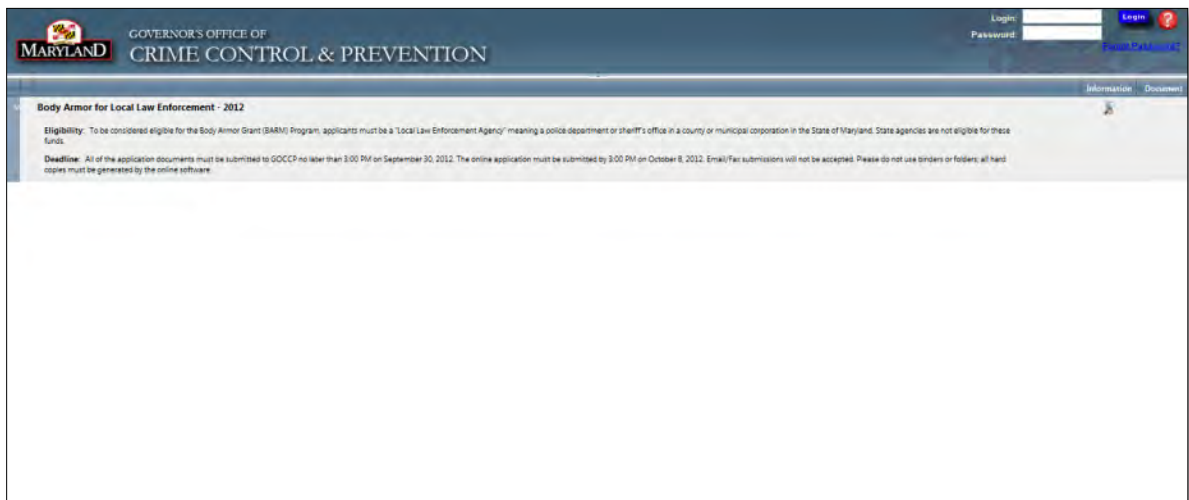 Login:
Login
?
MARYLAND
GOVERNOR'S OFFICE OF
CRIME CONTROL & PREVENTION
Password:
Forgot Password?
Information Document
Body Armor for Local Law Enforcement - 2012
Eligibility: To be considered eligible for the Body Armor Grant (BARM) Program, applicants must be a "Local Law Enforcement Agency" meaning a police department or sheriff's office in a county or municipal corporation in the State of Maryland. State agencies are not eligible for these
funds.
Deadline: All of the application documents must be submitted to GOCCP no later than 3:00 PM on September 30, 2012. The online application must be submitted by 3:00 PM on October 8, 2012. Email/Fax submissions will not be accepted. Please do not use binders or folders; all hard
copies must be generated by the online software.